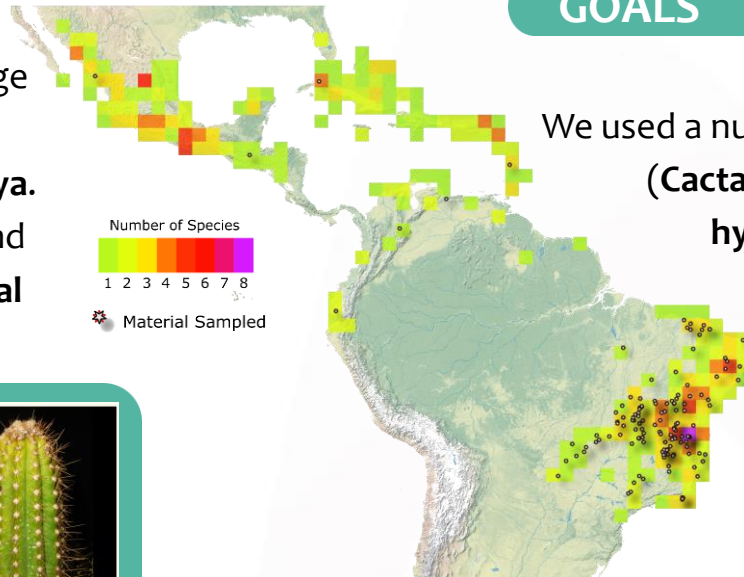 GOALS
ge
We used a nu
ya.
(Cacta
nd
hy
al
Number of Species
1 2 3 4 5 6 7 8
Material Sampled